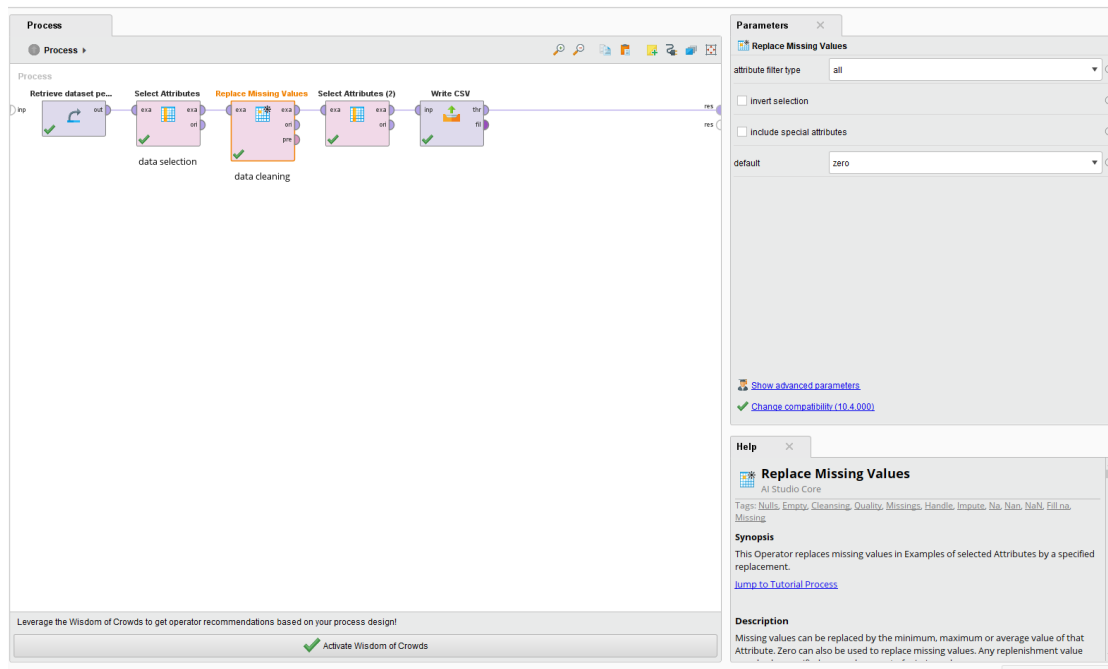 Process
Process
Process
Retrieve dataset pe...
inp
out
Select Attributes
exa
exa
ori
data selection
Replace Missing Values
exa
exa
ori
pre
data cleaning
Select Attributes (2)
exa
exa
ori
Write CSV
inp
thr
fil
res
res
Leverage the Wisdom of Crowds to get operator recommendations based on your process design!
Activate Wisdom of Crowds
Parameters
Replace Missing Values
attribute filter type
all
invert selection
include special attributes
default
zero
Show advanced parameters
Change compatibility (10.4.000)
Help
Replace Missing Values
AI Studio Core
Tags: Nulls, Empty, Cleansing, Quality, Missings, Handle, Impute, Na, Nan, NaN, Fill na,
Missing
Synopsis
This Operator replaces missing values in Examples of selected Attributes by a specified
replacement.
Jump to Tutorial Process
Description
Missing values can be replaced by the minimum, maximum or average value of that
Attribute. Zero can also be used to replace missing values. Any replenishment value